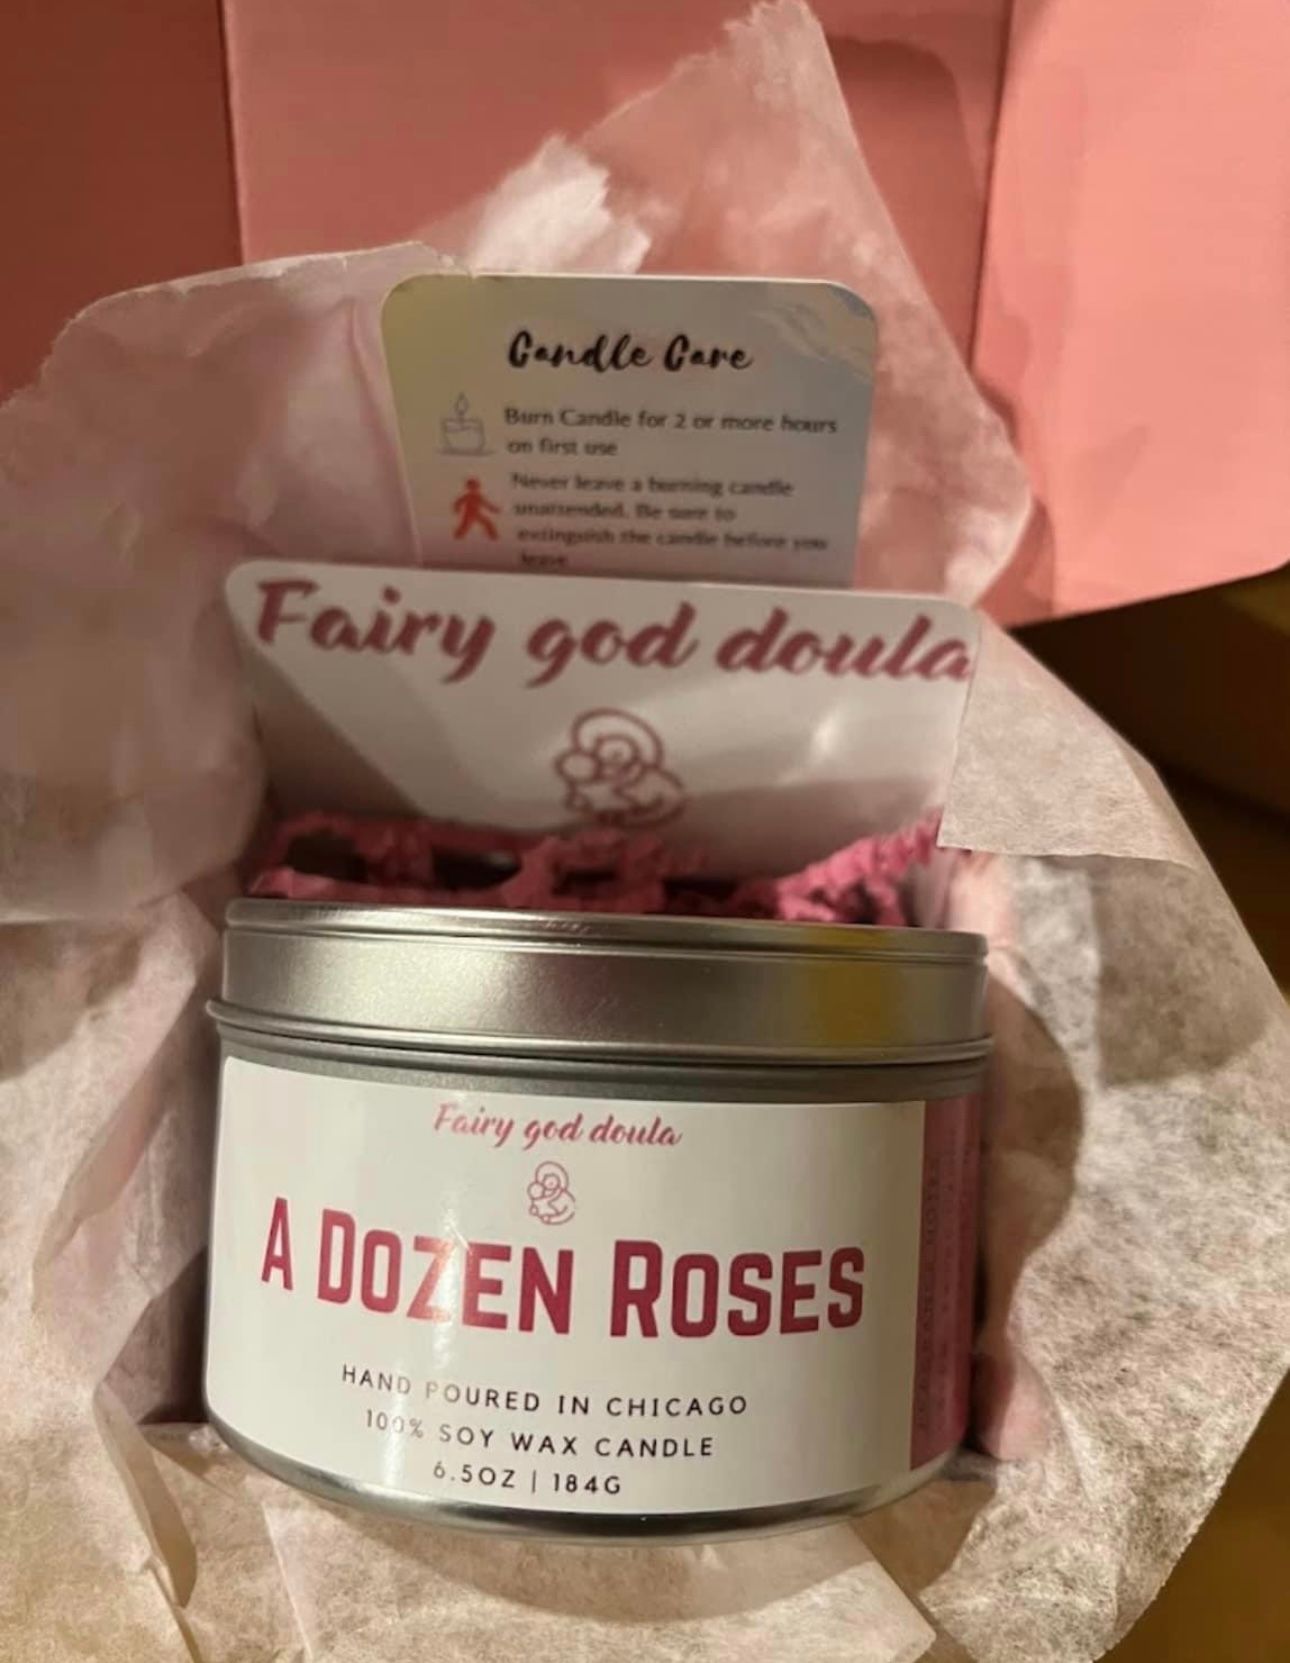 Candle Care
Burn Candle for 2 or more hours
on first use
Never leave a burning candle
unattended. Be sure to
extinguish the candle before you
leave
Fairy god doula
Fairy god doula
A DOZEN ROSES
HAND POURED IN CHICAGO
100% SOY WAX CANDLE
6.5OZ | 184G